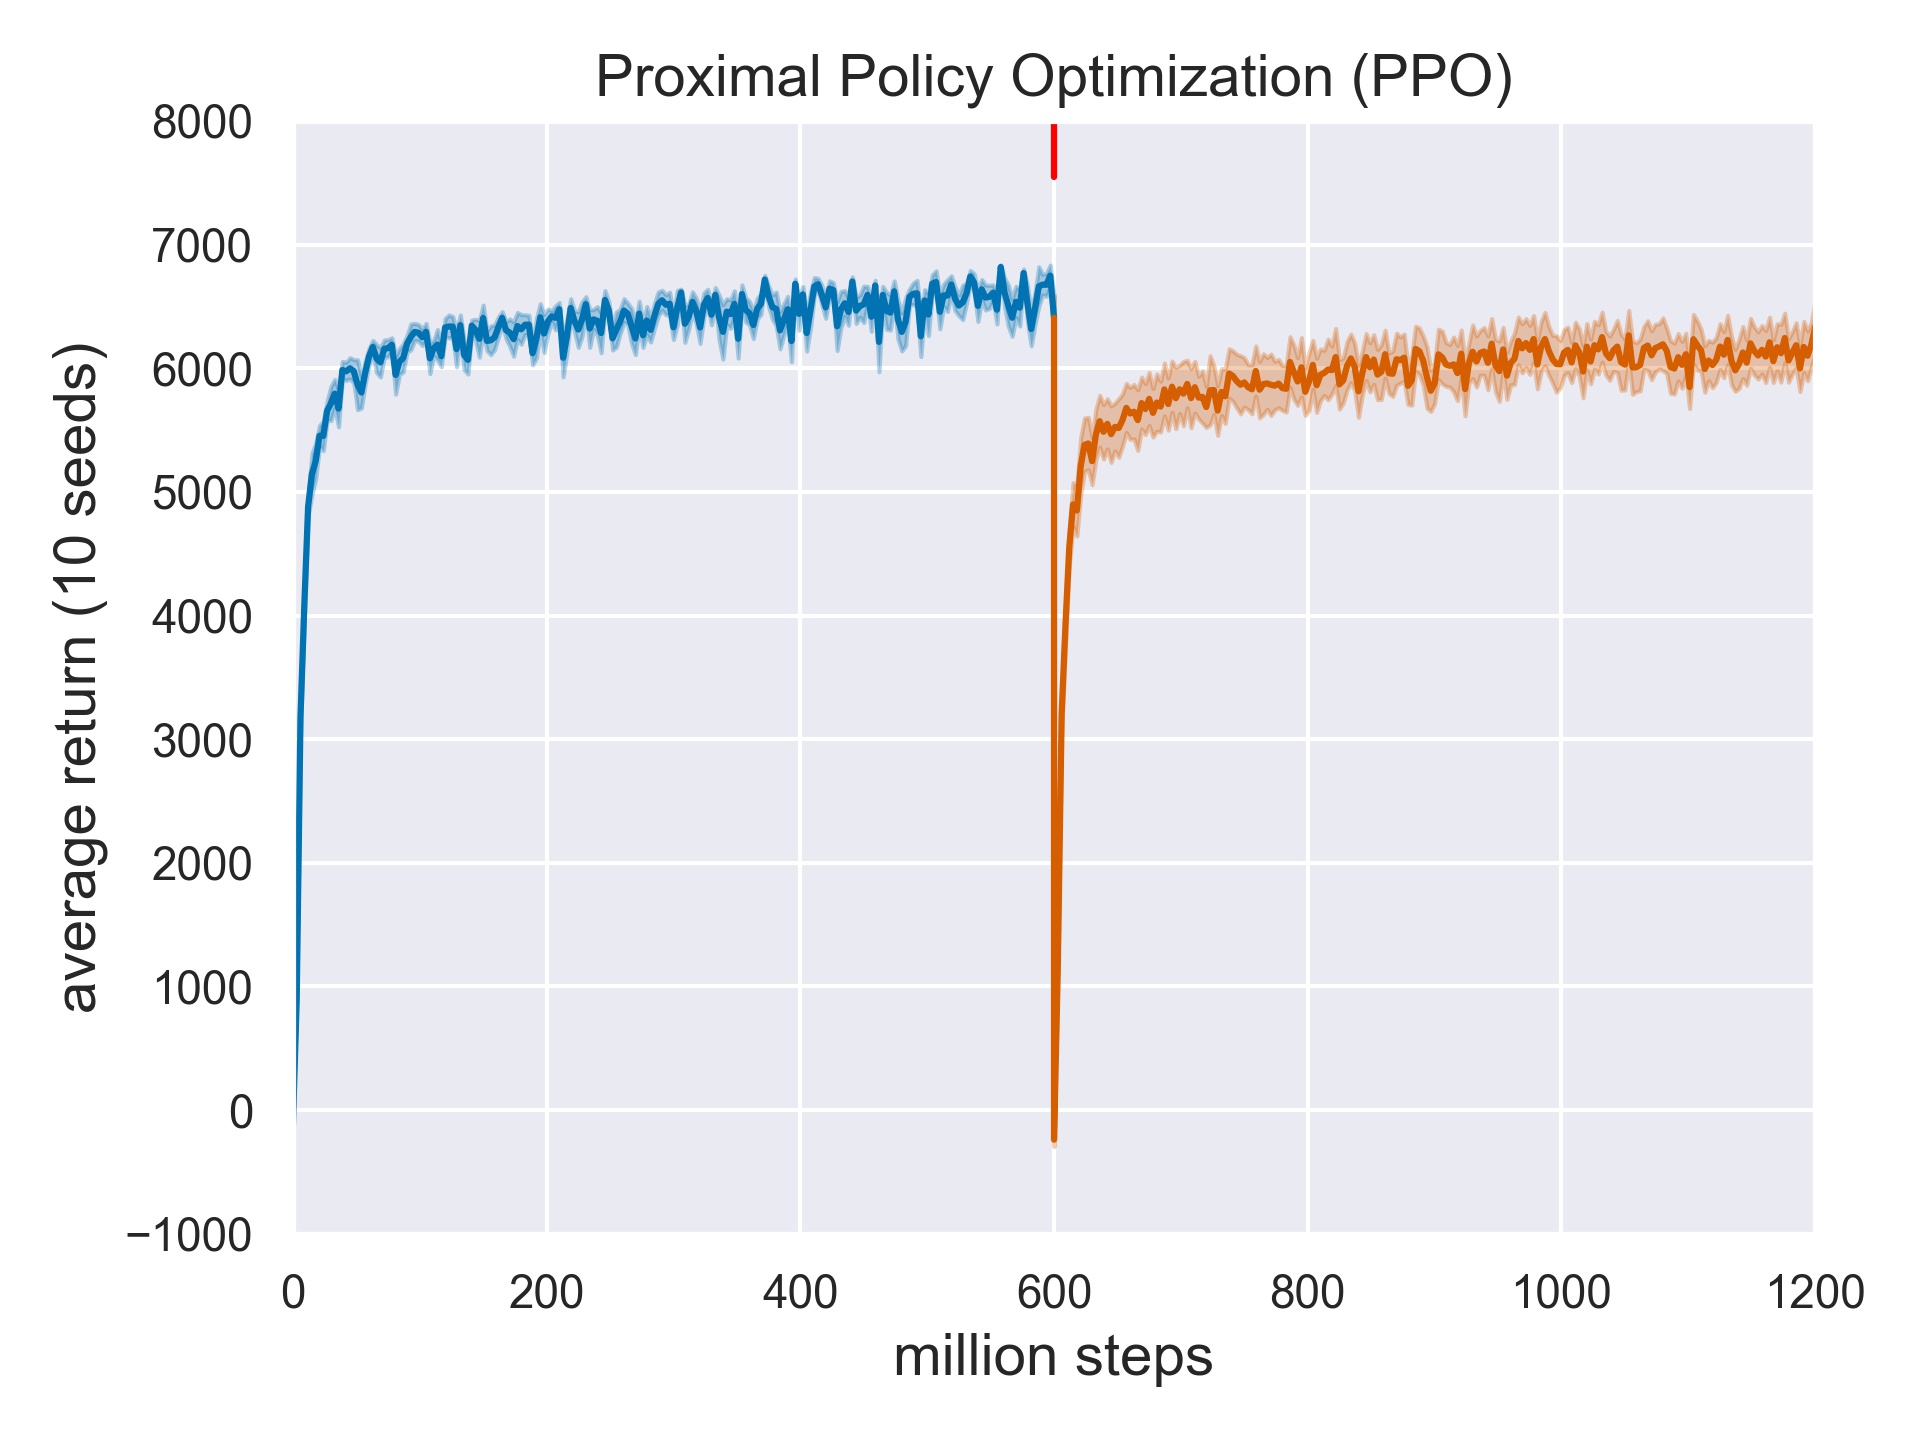 Proximal Policy Optimization (PPO)
8000
7000
6000
5000
4000
3000
2000
1000
0
−1000
average return (10 seeds)
0 200 400 600 800 1000 1200
million steps